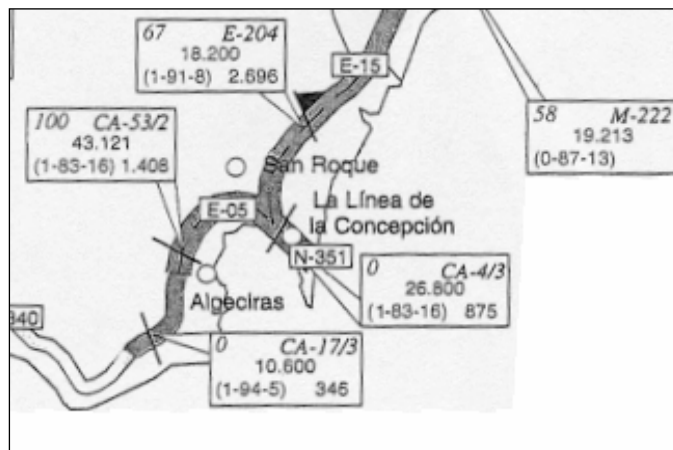 67 E-204
18.200
(1-91-8) 2.696
E-15
58 M-222
19.213
(0-87-13)
100 CA-53/2
43.121
(1-83-16) 1.408
San Roque
La Línea de
la Concepción
E-05
N-351
0 CA-4/3
26.800
(1-83-16) 875
Algeciras
340
0 CA-17/3
10.600
(1-94-5) 346